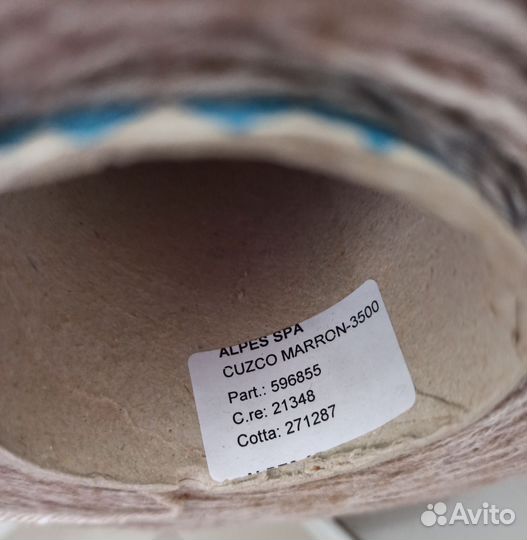 ALPES SPA
CUZCO MARRON-3500
Part.: 596855
C.re: 21348
Cotta: 271287
Avito